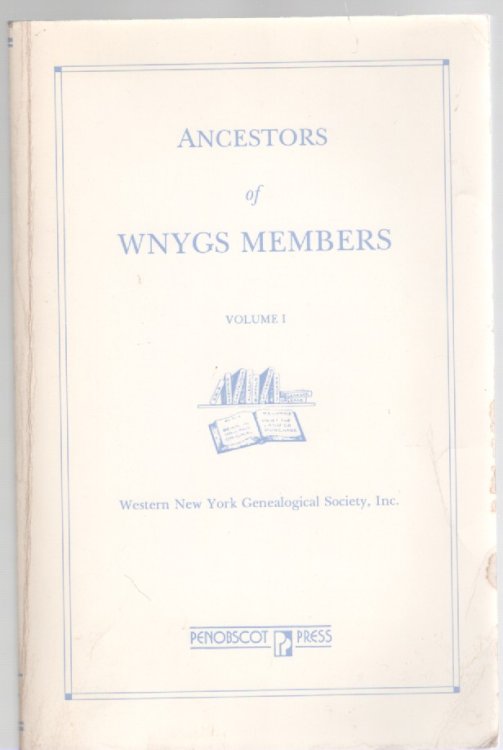 ANCESTORS
of
WNYGS MEMBERS
VOLUME I
Western New York Genealogical Society, Inc.
PENOBSCOT PRESS